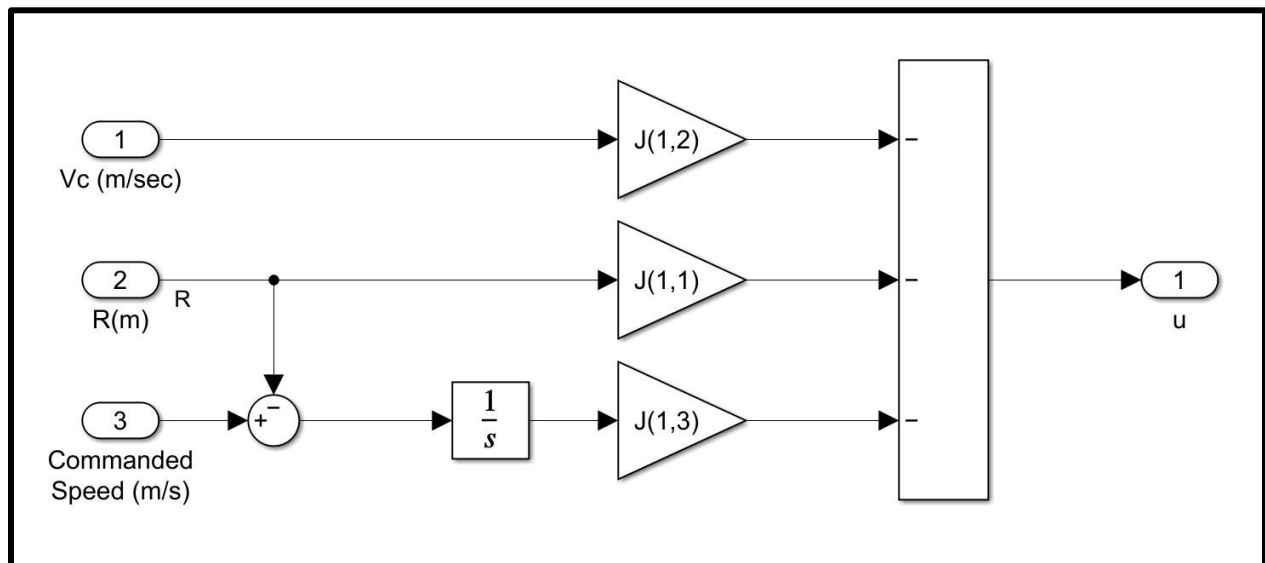 1
Vc (m/sec)
J(1,2)
−
2
R(m)
R
J(1,1)
−
1
u
3
Commanded
Speed (m/s)
+
−
1
s
J(1,3)
−